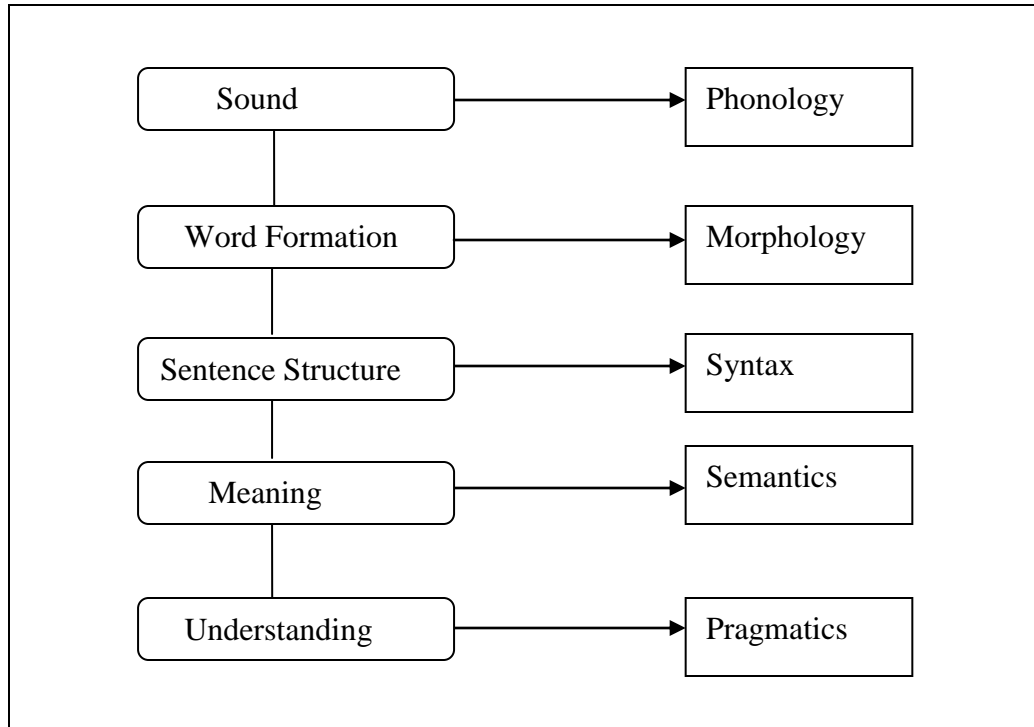 Sound
Phonology
Word Formation
Morphology
Sentence Structure
Syntax
Meaning
Semantics
Understanding
Pragmatics